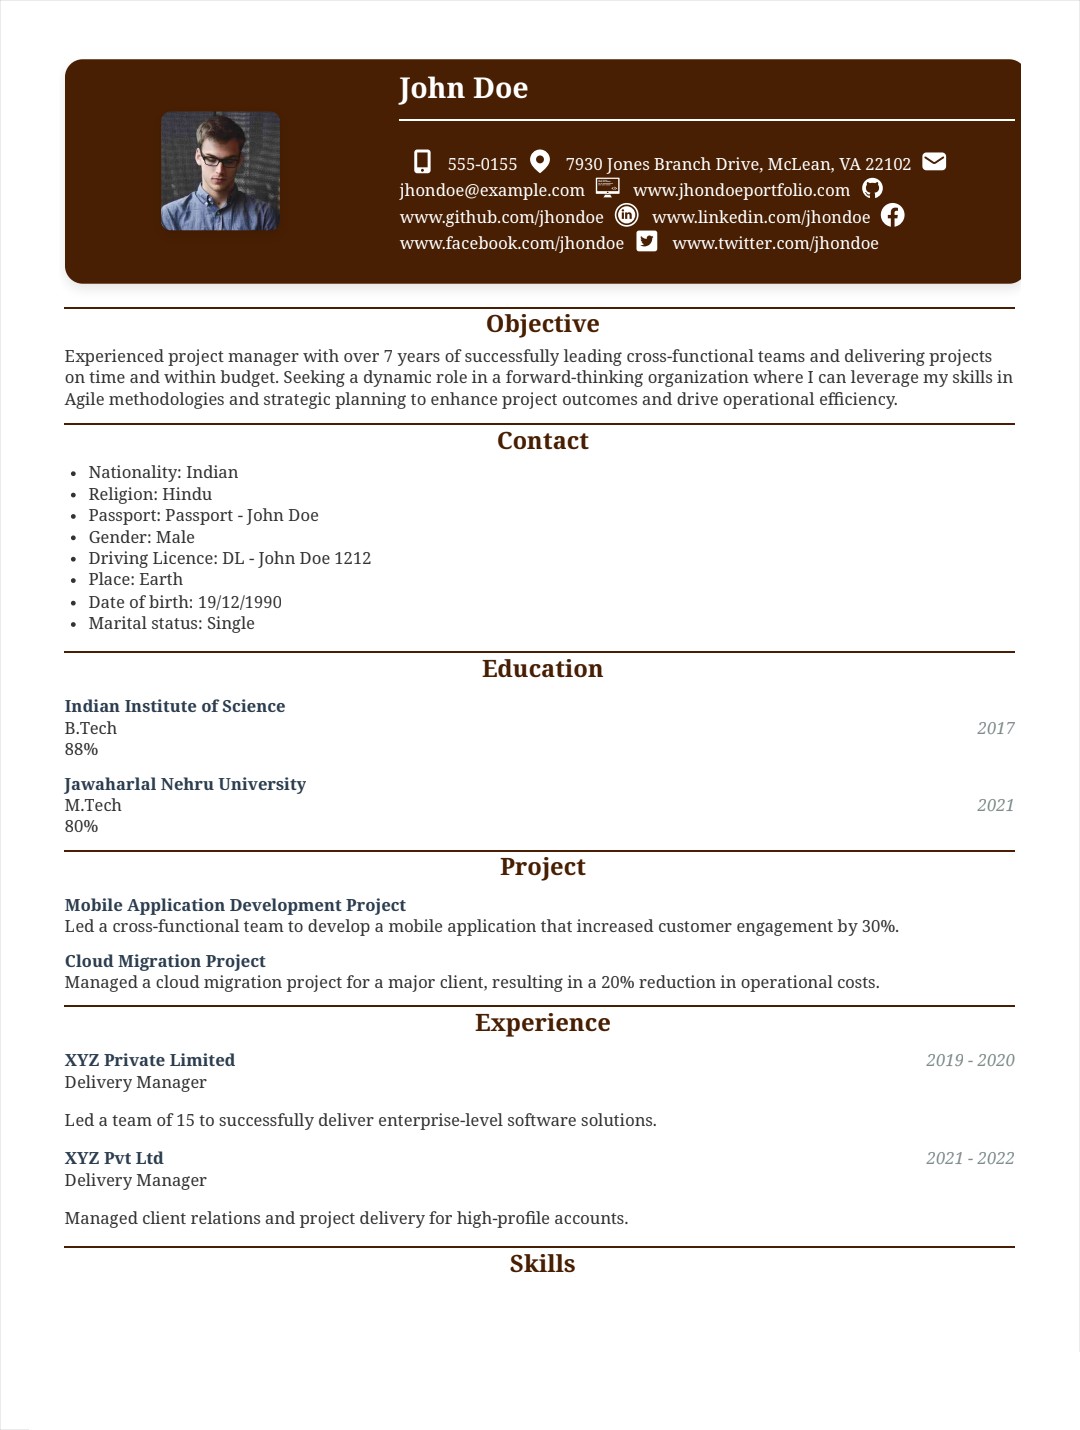 John Doe
555-0155 7930 Jones Branch Drive, McLean, VA 22102
jhondoe@example.com www.jhondoeportfolio.com
www.github.com/jhondoe www.linkedin.com/jhondoe
www.facebook.com/jhondoe www.twitter.com/jhondoe
Objective
Experienced project manager with over 7 years of successfully leading cross-functional teams and delivering projects
on time and within budget. Seeking a dynamic role in a forward-thinking organization where I can leverage my skills in
Agile methodologies and strategic planning to enhance project outcomes and drive operational efficiency.
Contact
• Nationality: Indian
• Religion: Hindu
• Passport: Passport - John Doe
• Gender: Male
• Driving Licence: DL - John Doe 1212
• Place: Earth
• Date of birth: 19/12/1990
• Marital status: Single
Education
Indian Institute of Science
B.Tech 2017
88%
Jawaharlal Nehru University
M.Tech 2021
80%
Project
Mobile Application Development Project
Led a cross-functional team to develop a mobile application that increased customer engagement by 30%.
Cloud Migration Project
Managed a cloud migration project for a major client, resulting in a 20% reduction in operational costs.
Experience
XYZ Private Limited 2019 - 2020
Delivery Manager
Led a team of 15 to successfully deliver enterprise-level software solutions.
XYZ Pvt Ltd 2021 - 2022
Delivery Manager
Managed client relations and project delivery for high-profile accounts.
Skills